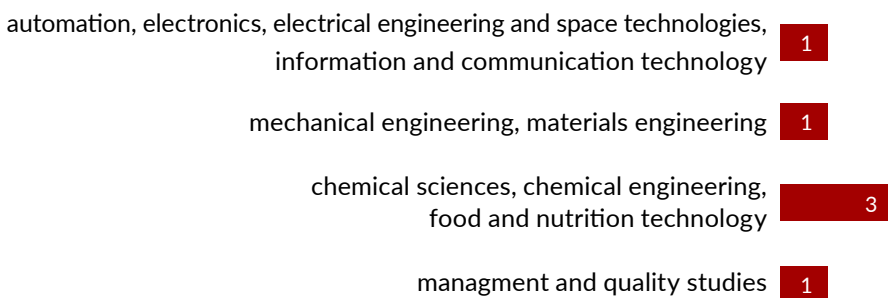 automation, electronics, electrical engineering and space technologies,
information and communication technology
1
mechanical engineering, materials engineering
1
chemical sciences, chemical engineering,
food and nutrition technology
3
managment and quality studies
1